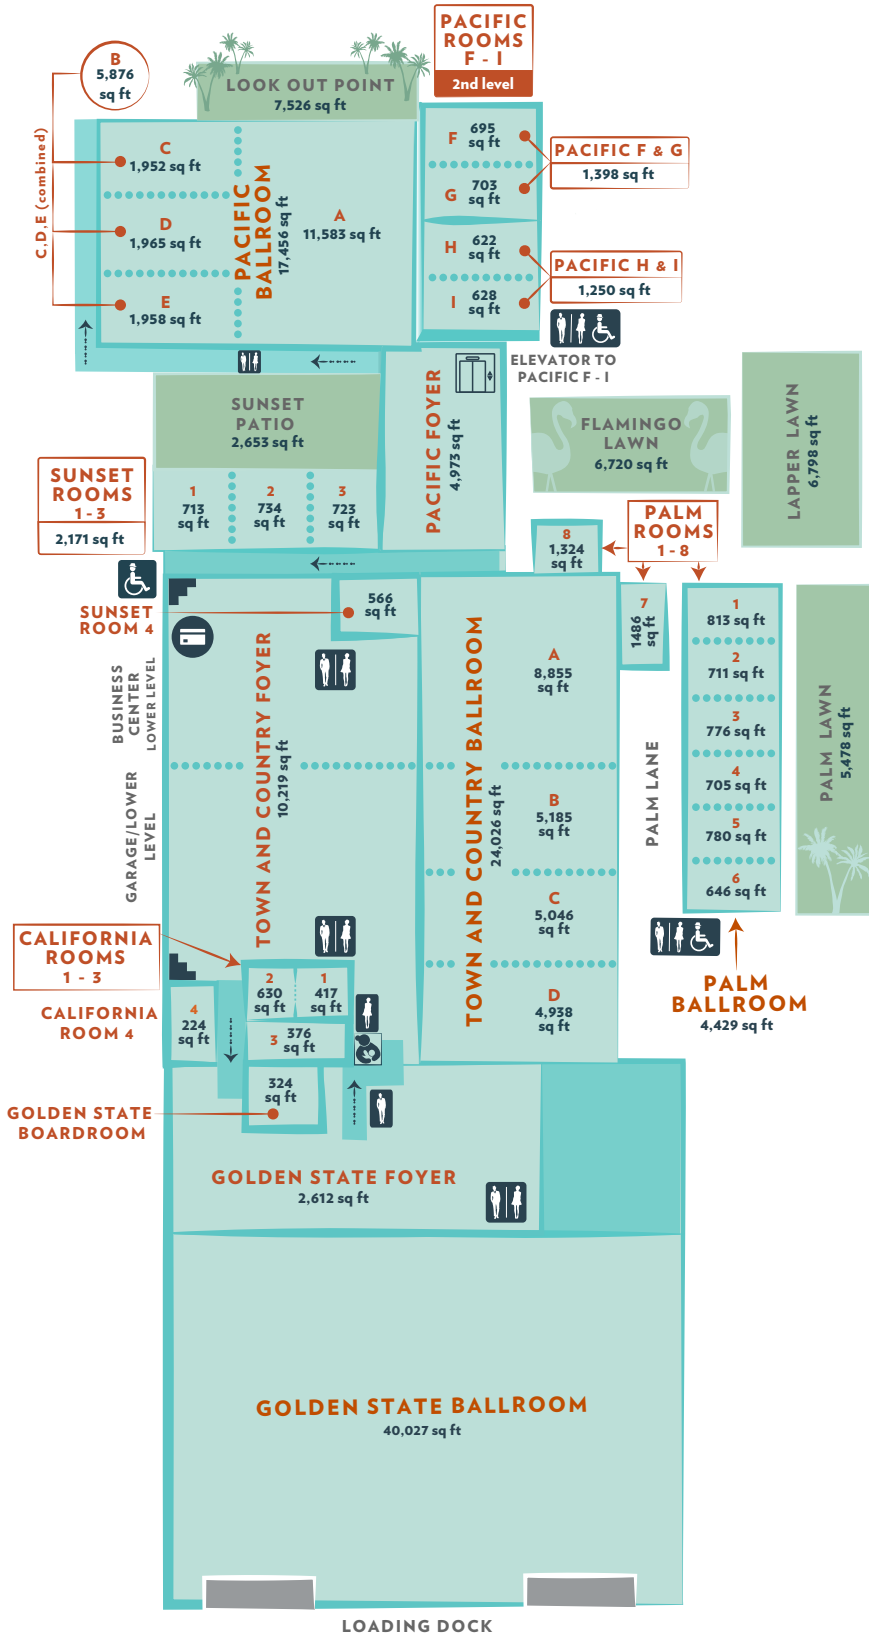 PACIFIC
ROOMS
F - I
2nd level
B
5,876
sq ft
C,D,E (combined)
LOOK OUT POINT
7,526 sq ft
C
1,952 sq ft
D
1,965 sq ft
E
1,958 sq ft
PACIFIC
BALLROOM
17,456 sq ft
A
11,583 sq ft
F
695
sq ft
G
703
sq ft
H
622
sq ft
I
628
sq ft
PACIFIC F & G
1,398 sq ft
PACIFIC H & I
1,250 sq ft
ELEVATOR TO
PACIFIC F - I
SUNSET
PATIO
2,653 sq ft
PACIFIC FOYER
4,973 sq ft
FLAMINGO
LAWN
6,720 sq ft
LAPPER LAWN
6,798 sq ft
SUNSET
ROOMS
1 - 3
2,171 sq ft
1
713
sq ft
2
734
sq ft
3
723
sq ft
8
1,324
sq ft
PALM
ROOMS
1 - 8
SUNSET
ROOM 4
566
sq ft
7
1486
sq ft
1
813 sq ft
2
711 sq ft
3
776 sq ft
4
705 sq ft
5
780 sq ft
6
646 sq ft
BUSINESS
CENTER
LOWER LEVEL
GARAGE/LOWER
LEVEL
TOWN AND COUNTRY FOYER
10,219 sq ft
TOWN AND COUNTRY BALLROOM
24,026 sq ft
A
8,855
sq ft
B
5,185
sq ft
C
5,046
sq ft
D
4,938
sq ft
PALM LANE
PALM LAWN
5,478 sq ft
PALM
BALLROOM
4,429 sq ft
CALIFORNIA
ROOMS
1 - 3
CALIFORNIA
ROOM 4
4
224
sq ft
2
630
sq ft
1
417
sq ft
3
376
sq ft
324
sq ft
GOLDEN STATE
BOARDROOM
GOLDEN STATE FOYER
2,612 sq ft
GOLDEN STATE BALLROOM
40,027 sq ft
LOADING DOCK